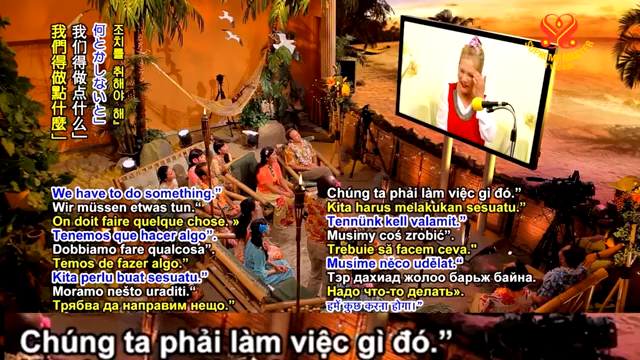 조치를 취해야 해"
何とかしないと」
我们得做点什么」
我們得做點什麼」
We have to do something."
Wir müssen etwas tun."
On doit faire quelque chose. »
Tenemos que hacer algo".
Dobbiamo fare qualcosa".
Temos de fazer algo."
Kita perlu buat sesuatu."
Moramo nešto uraditi."
Трябва да направим нещо."
Chúng ta phải làm việc gì đó."
Kita harus melakukan sesuatu."
Tennünk kell valamit."
Musimy coś zrobić".
Trebuie să facem ceva."
Musíme něco udělat."
Тэр дахиад жолоо барьж байна.
Надо что-то делать».
हमें कुछ करना होगा।"
Chúng ta phải làm việc gì đó."